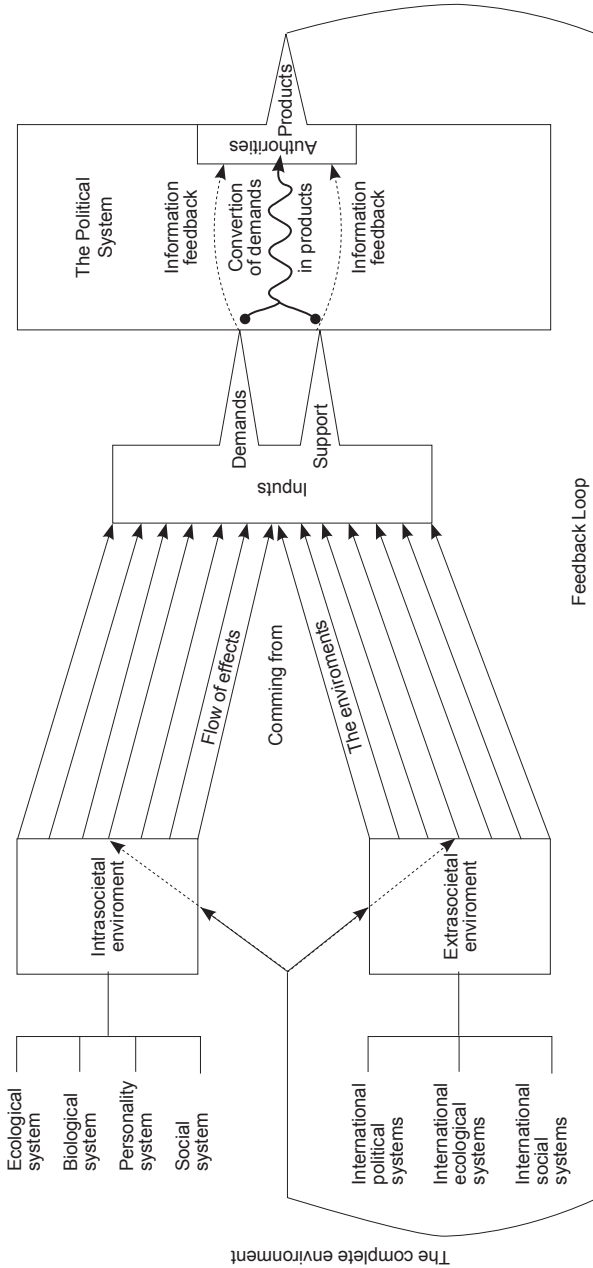 The complete environment
Ecological
system
Biological
system
Personality
system
Social
system
International
political
systems
International
ecological
systems
International
social
systems
Intrasocietal
enviroment
Extrasocietal
enviroment
Flow of effects
Comming from
The enviroments
Inputs
Demands
Support
The Political
System
Information
feedback
Convertion
of demands
in products
Information
feedback
Authorities
Products
Feedback Loop